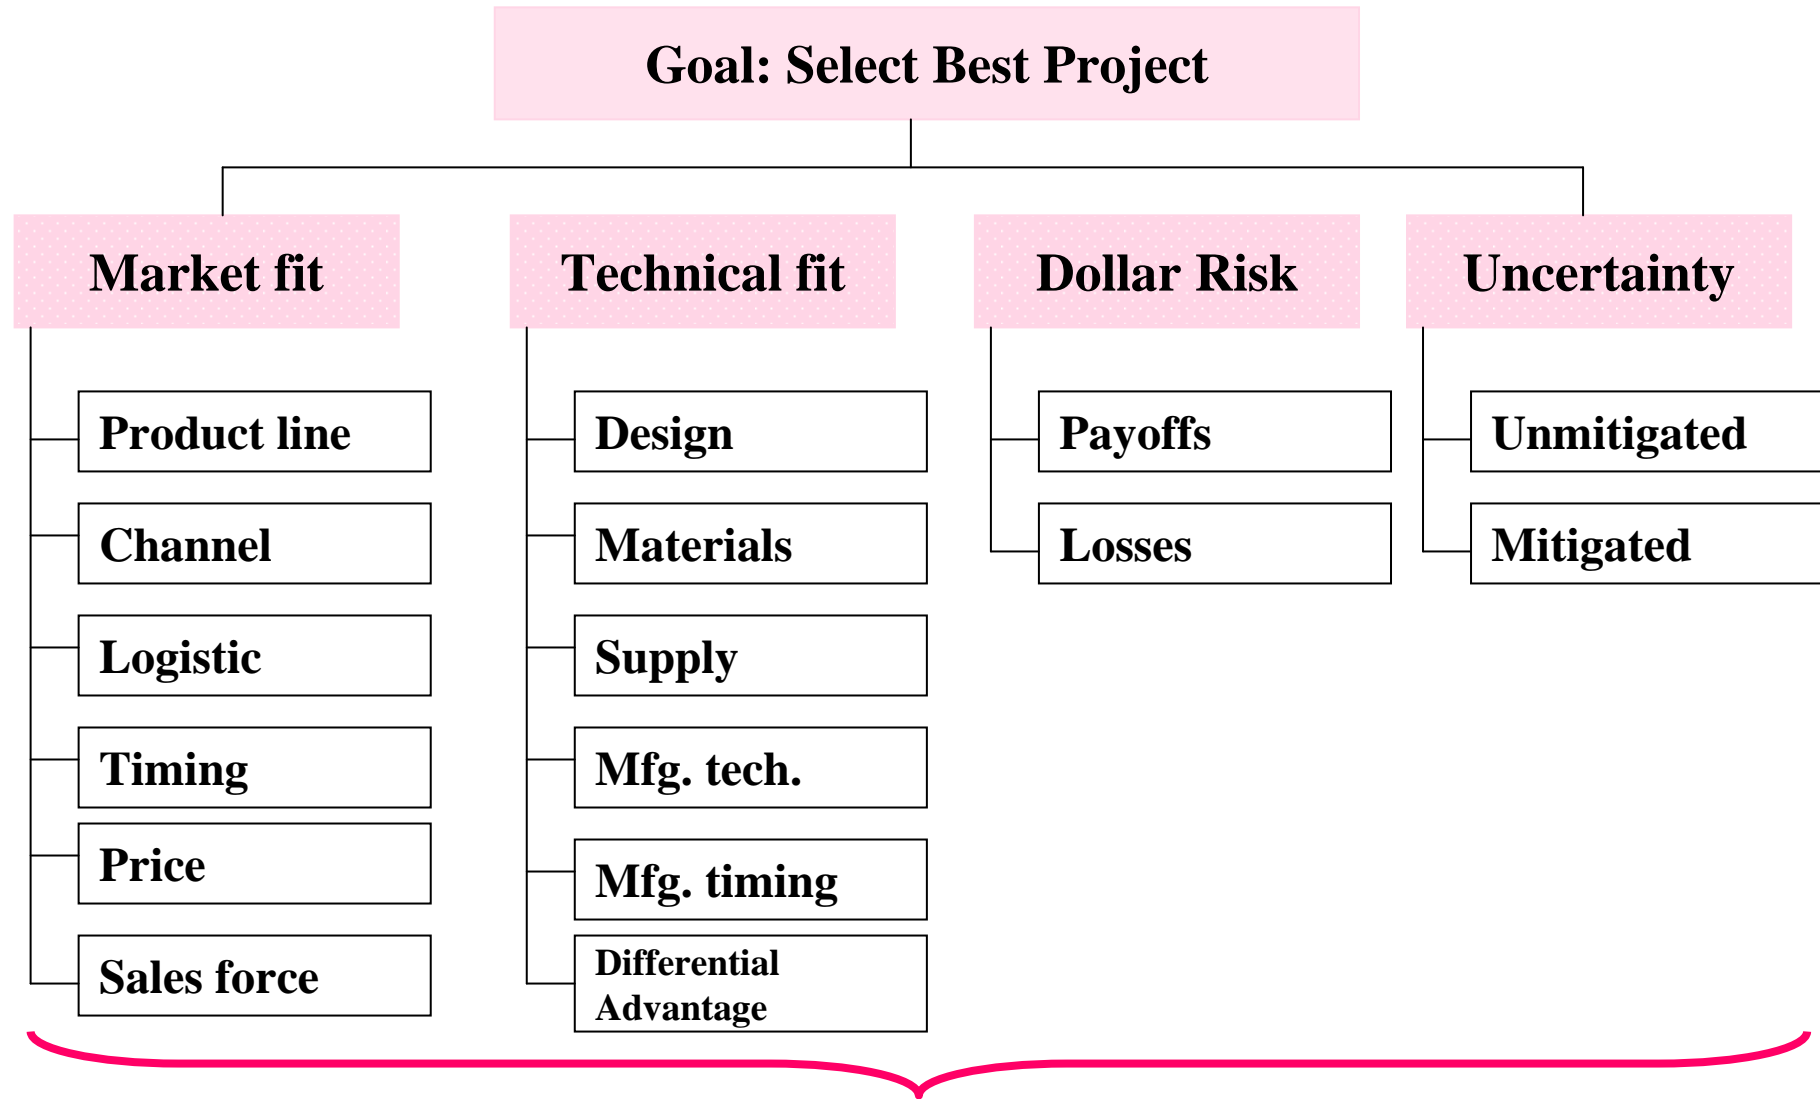 Goal: Select Best Project
Market fit
Technical fit
Dollar Risk
Uncertainty
Product line
Channel
Logistic
Timing
Price
Sales force
Design
Materials
Supply
Mfg. tech.
Mfg. timing
Differential
Advantage
Payoffs
Losses
Unmitigated
Mitigated